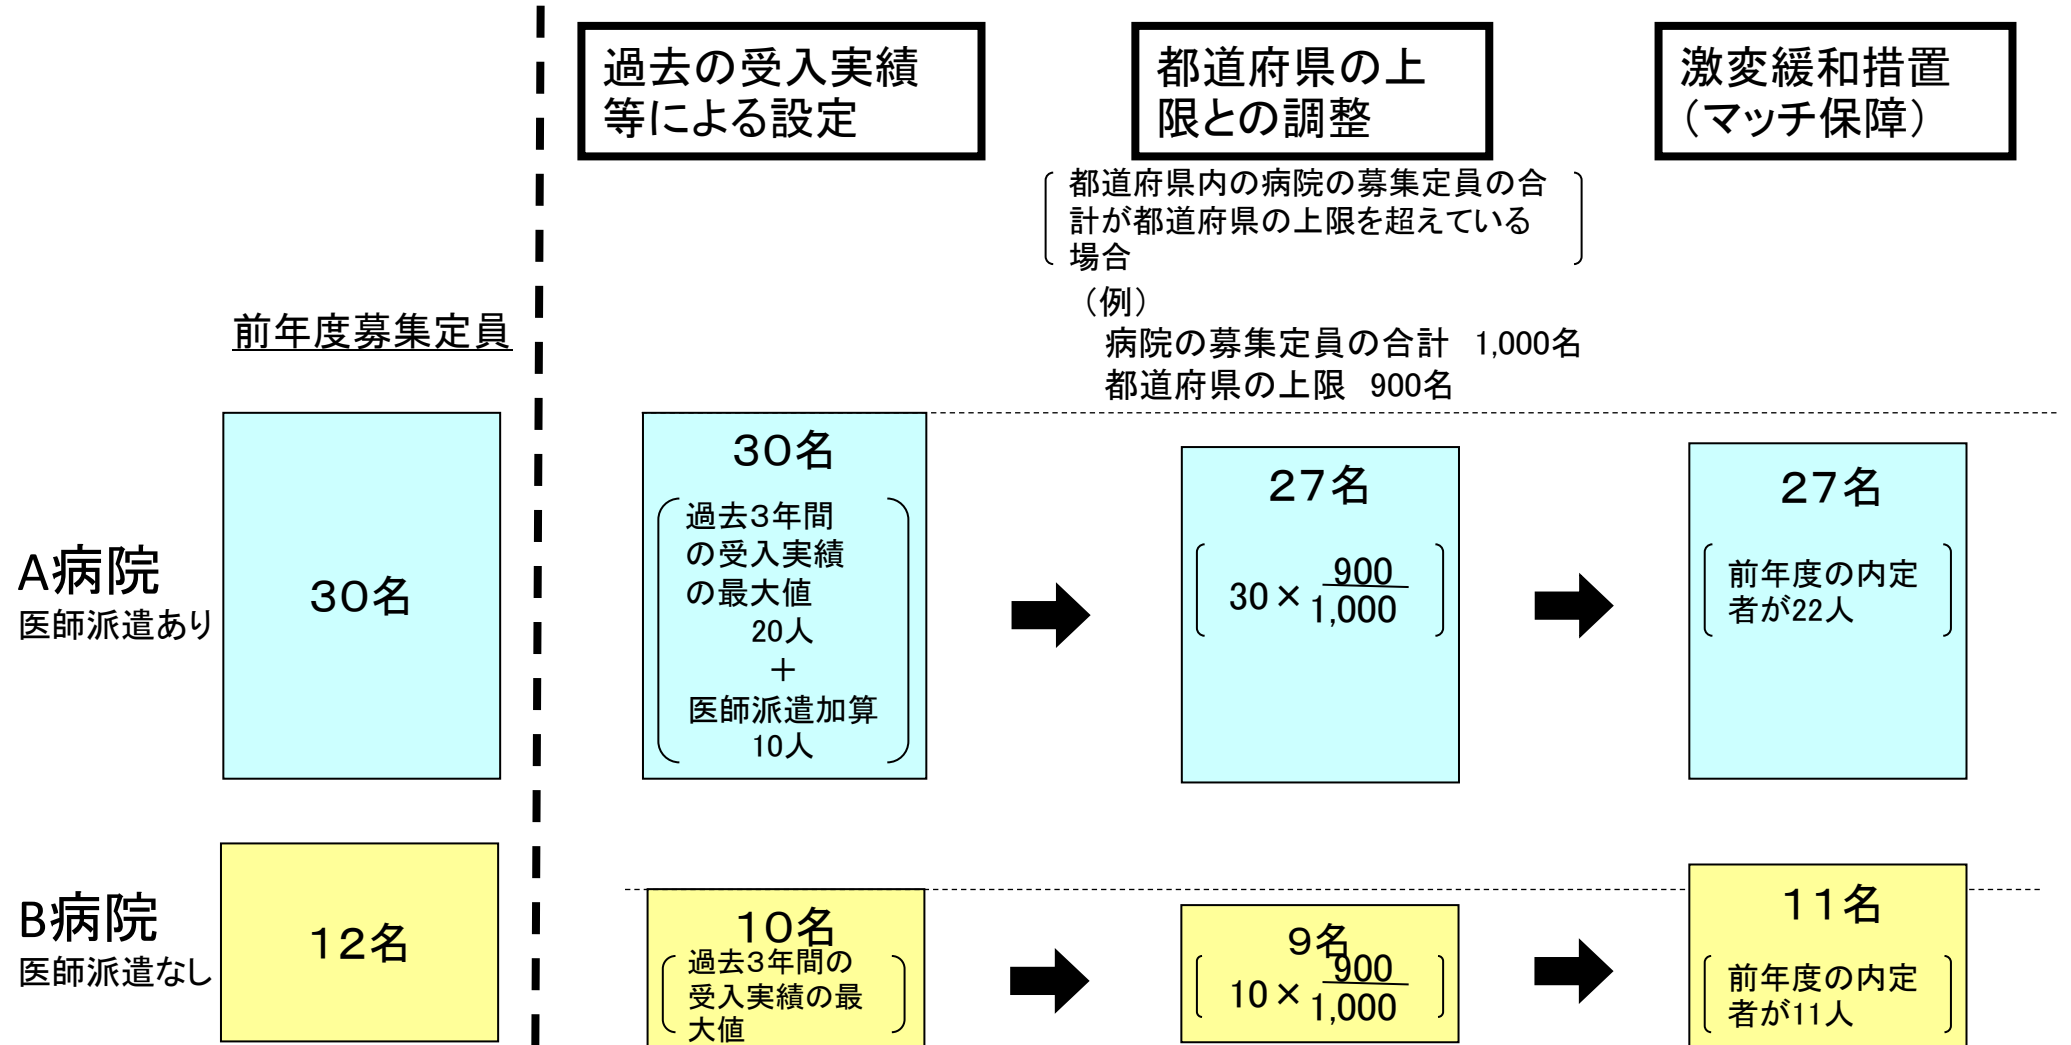 過去の受入実績
等による設定
都道府県の上
限との調整
激変緩和措置
（マッチ保障）
都道府県内の病院の募集定員の合
計が都道府県の上限を超えている
場合
（例）
病院の募集定員の合計　1,000名
都道府県の上限　900名
前年度募集定員
A病院
医師派遣あり
３０名
３０名
過去３年間
の受入実績
の最大値
20人
＋
医師派遣加算
10人
２７名
30×900/1,000
２７名
前年度の内定
者が22人
B病院
医師派遣なし
１２名
１０名
過去３年間の
受入実績の最
大値
９名
10×900/1,000
１１名
前年度の内定
者が11人